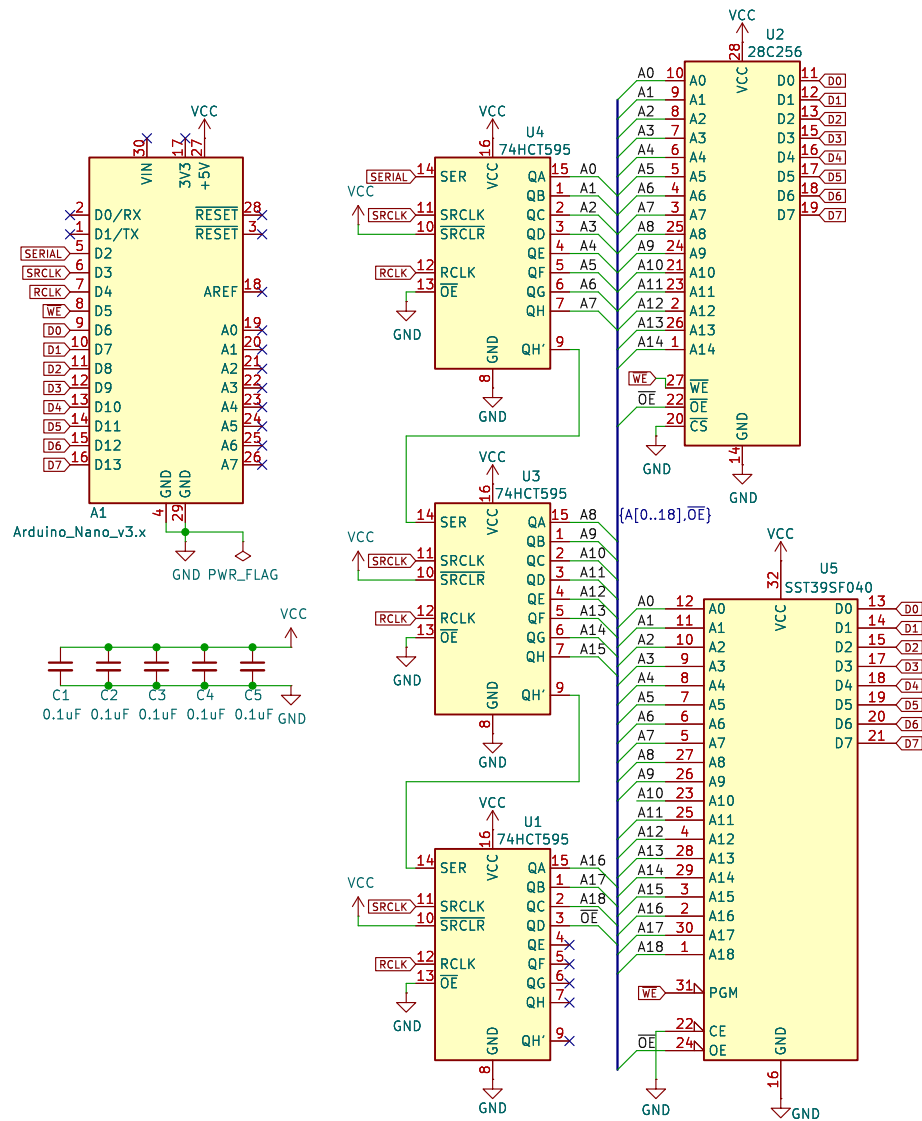 A1
Arduino_Nano_v3.x
VCC
30 VIN
17 3V3
27 +5V
2 D0/RX
1 D1/TX
SERIAL 5 D2
SRCLK 6 D3
RCLK 7 D4
WE 8 D5
D0 9 D6
D1 10 D7
D2 11 D8
D3 12 D9
D4 13 D10
D5 14 D11
D6 15 D12
D7 16 D13
RESET 28
RESET 3
AREF 18
A0 19
A1 20
A2 21
A3 22
A4 23
A5 24
A6 25
A7 26
GND 4
GND 29
GND
PWR_FLAG
VCC
C1 0.1uF
C2 0.1uF
C3 0.1uF
C4 0.1uF
C5 0.1uF
GND
VCC
U4
74HCT595
16 VCC
SERIAL 14 SER
VCC
SRCLK 11 SRCLK
10 SRCLR
RCLK 12 RCLK
13 OE
GND
QA 15 A0
QB 1 A1
QC 2 A2
QD 3 A3
QE 4 A4
QF 5 A5
QG 6 A6
QH 7 A7
QH' 9
GND 8
GND
VCC
U3
74HCT595
16 VCC
14 SER
VCC
SRCLK 11 SRCLK
10 SRCLR
RCLK 12 RCLK
13 OE
GND
QA 15 A8
QB 1 A9
QC 2 A10
QD 3 A11
QE 4 A12
QF 5 A13
QG 6 A14
QH 7 A15
QH' 9
GND 8
GND
VCC
U1
74HCT595
16 VCC
14 SER
VCC
SRCLK 11 SRCLK
10 SRCLR
RCLK 12 RCLK
13 OE
GND
QA 15 A16
QB 1 A17
QC 2 A18
QD 3 OE
QE 4
QF 5
QG 6
QH 7
QH' 9
GND 8
GND
{A[0..18],OE}
VCC
U2
28C256
28 VCC
A0 10 A0
A1 9 A1
A2 8 A2
A3 7 A3
A4 6 A4
A5 5 A5
A6 4 A6
A7 3 A7
A8 25 A8
A9 24 A9
A10 21 A10
A11 23 A11
A12 2 A12
A13 26 A13
A14 1 A14
WE 27 WE
OE 22 OE
20 CS
GND
D0 11 D0
D1 12 D1
D2 13 D2
D3 15 D3
D4 16 D4
D5 17 D5
D6 18 D6
D7 19 D7
GND 14
GND
VCC
U5
SST39SF040
32 VCC
A0 12 A0
A1 11 A1
A2 10 A2
A3 9 A3
A4 8 A4
A5 7 A5
A6 6 A6
A7 5 A7
A8 27 A8
A9 26 A9
A10 23 A10
A11 25 A11
A12 4 A12
A13 28 A13
A14 29 A14
A15 3 A15
A16 2 A16
A17 30 A17
A18 1 A18
WE 31 PGM
22 CE
OE 24 OE
GND
D0 13 D0
D1 14 D1
D2 15 D2
D3 17 D3
D4 18 D4
D5 19 D5
D6 20 D6
D7 21 D7
GND 16
GND